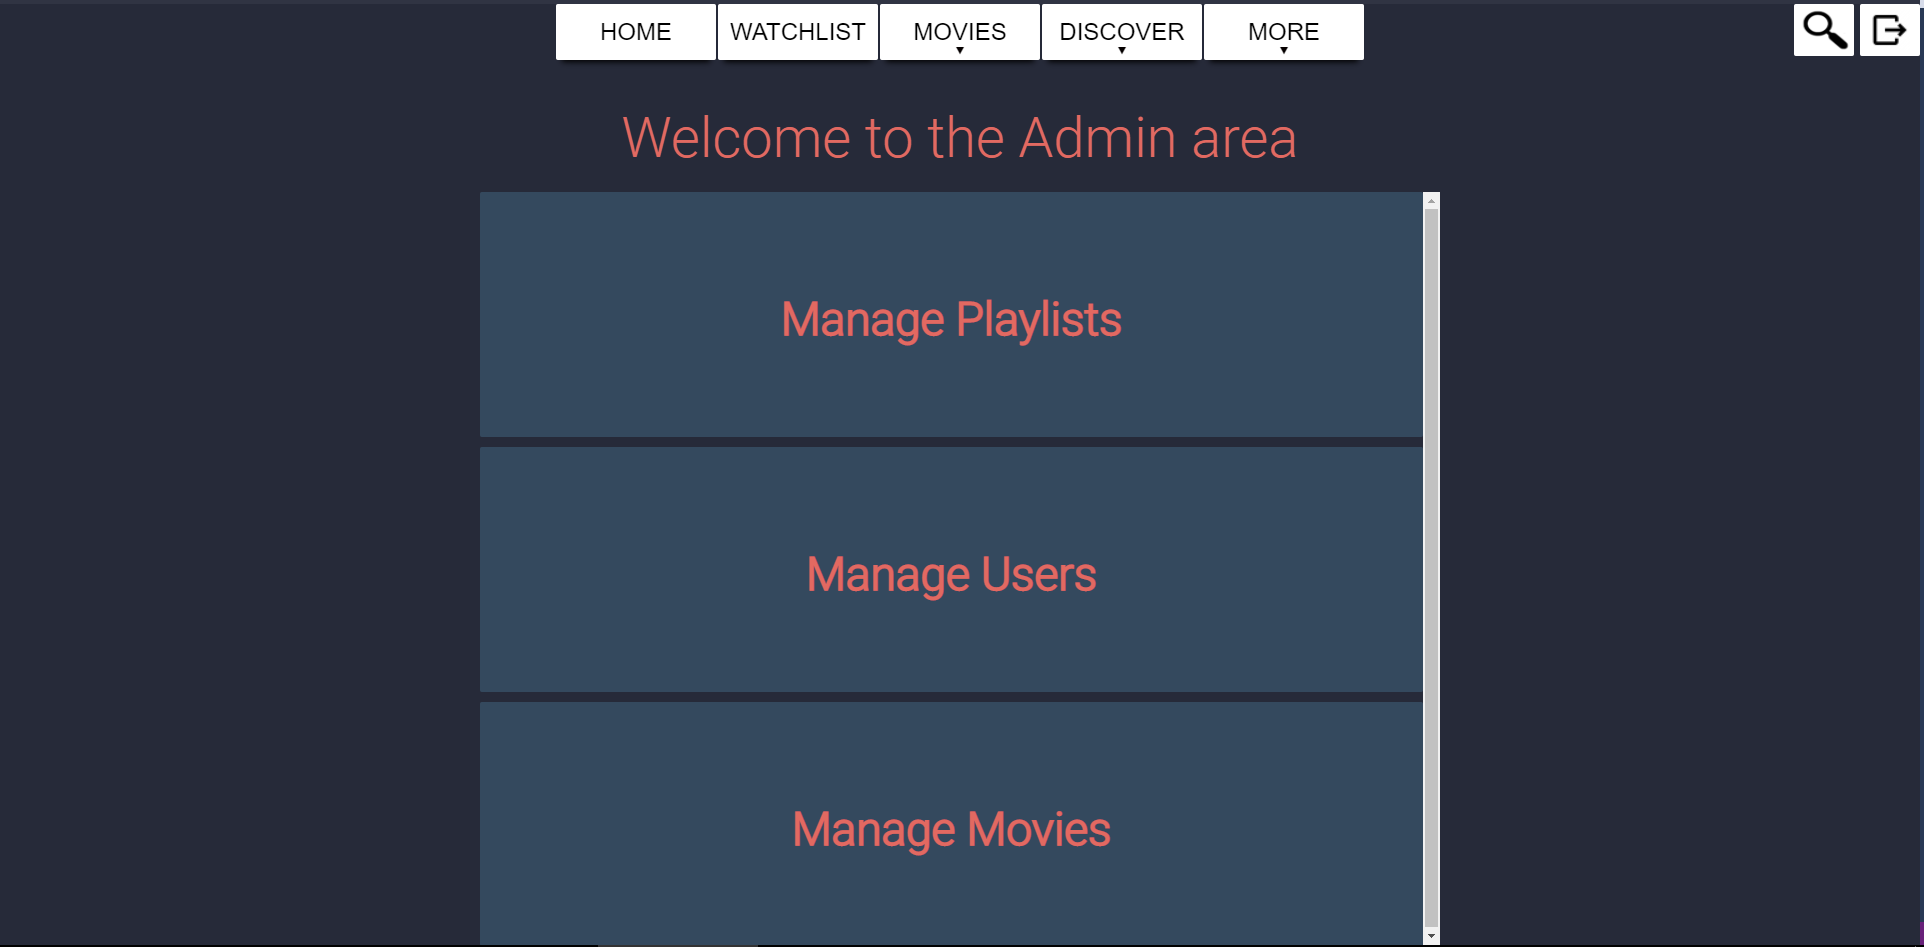 HOME WATCHLIST MOVIES DISCOVER MORE
Welcome to the Admin area
Manage Playlists
Manage Users
Manage Movies